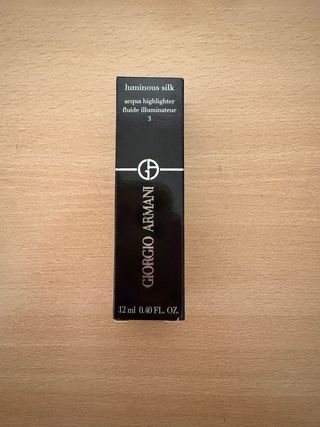 luminous silk
acqua highlighter
fluide illuminateur
3
GIORGIO ARMANI
12 ml 0.40 FL. OZ.